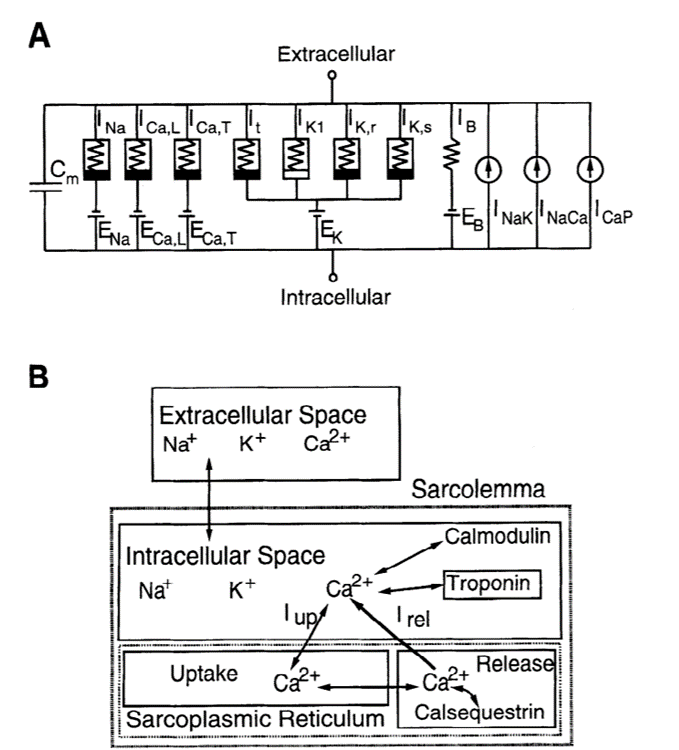 A
Extracellular
I Na I Ca,L I Ca,T I t I K1 I K,r I K,s I B
C m
E Na E Ca,L E Ca,T E K E B I NaK I NaCa I CaP
Intracellular
B
Extracellular Space
Na+ K+ Ca2+
Sarcolemma
Calmodulin
Intracellular Space
Na+ K+ Ca2+ Troponin
I up I rel
Uptake Ca2+ Ca2+ Release
Sarcoplasmic Reticulum Calsequestrin